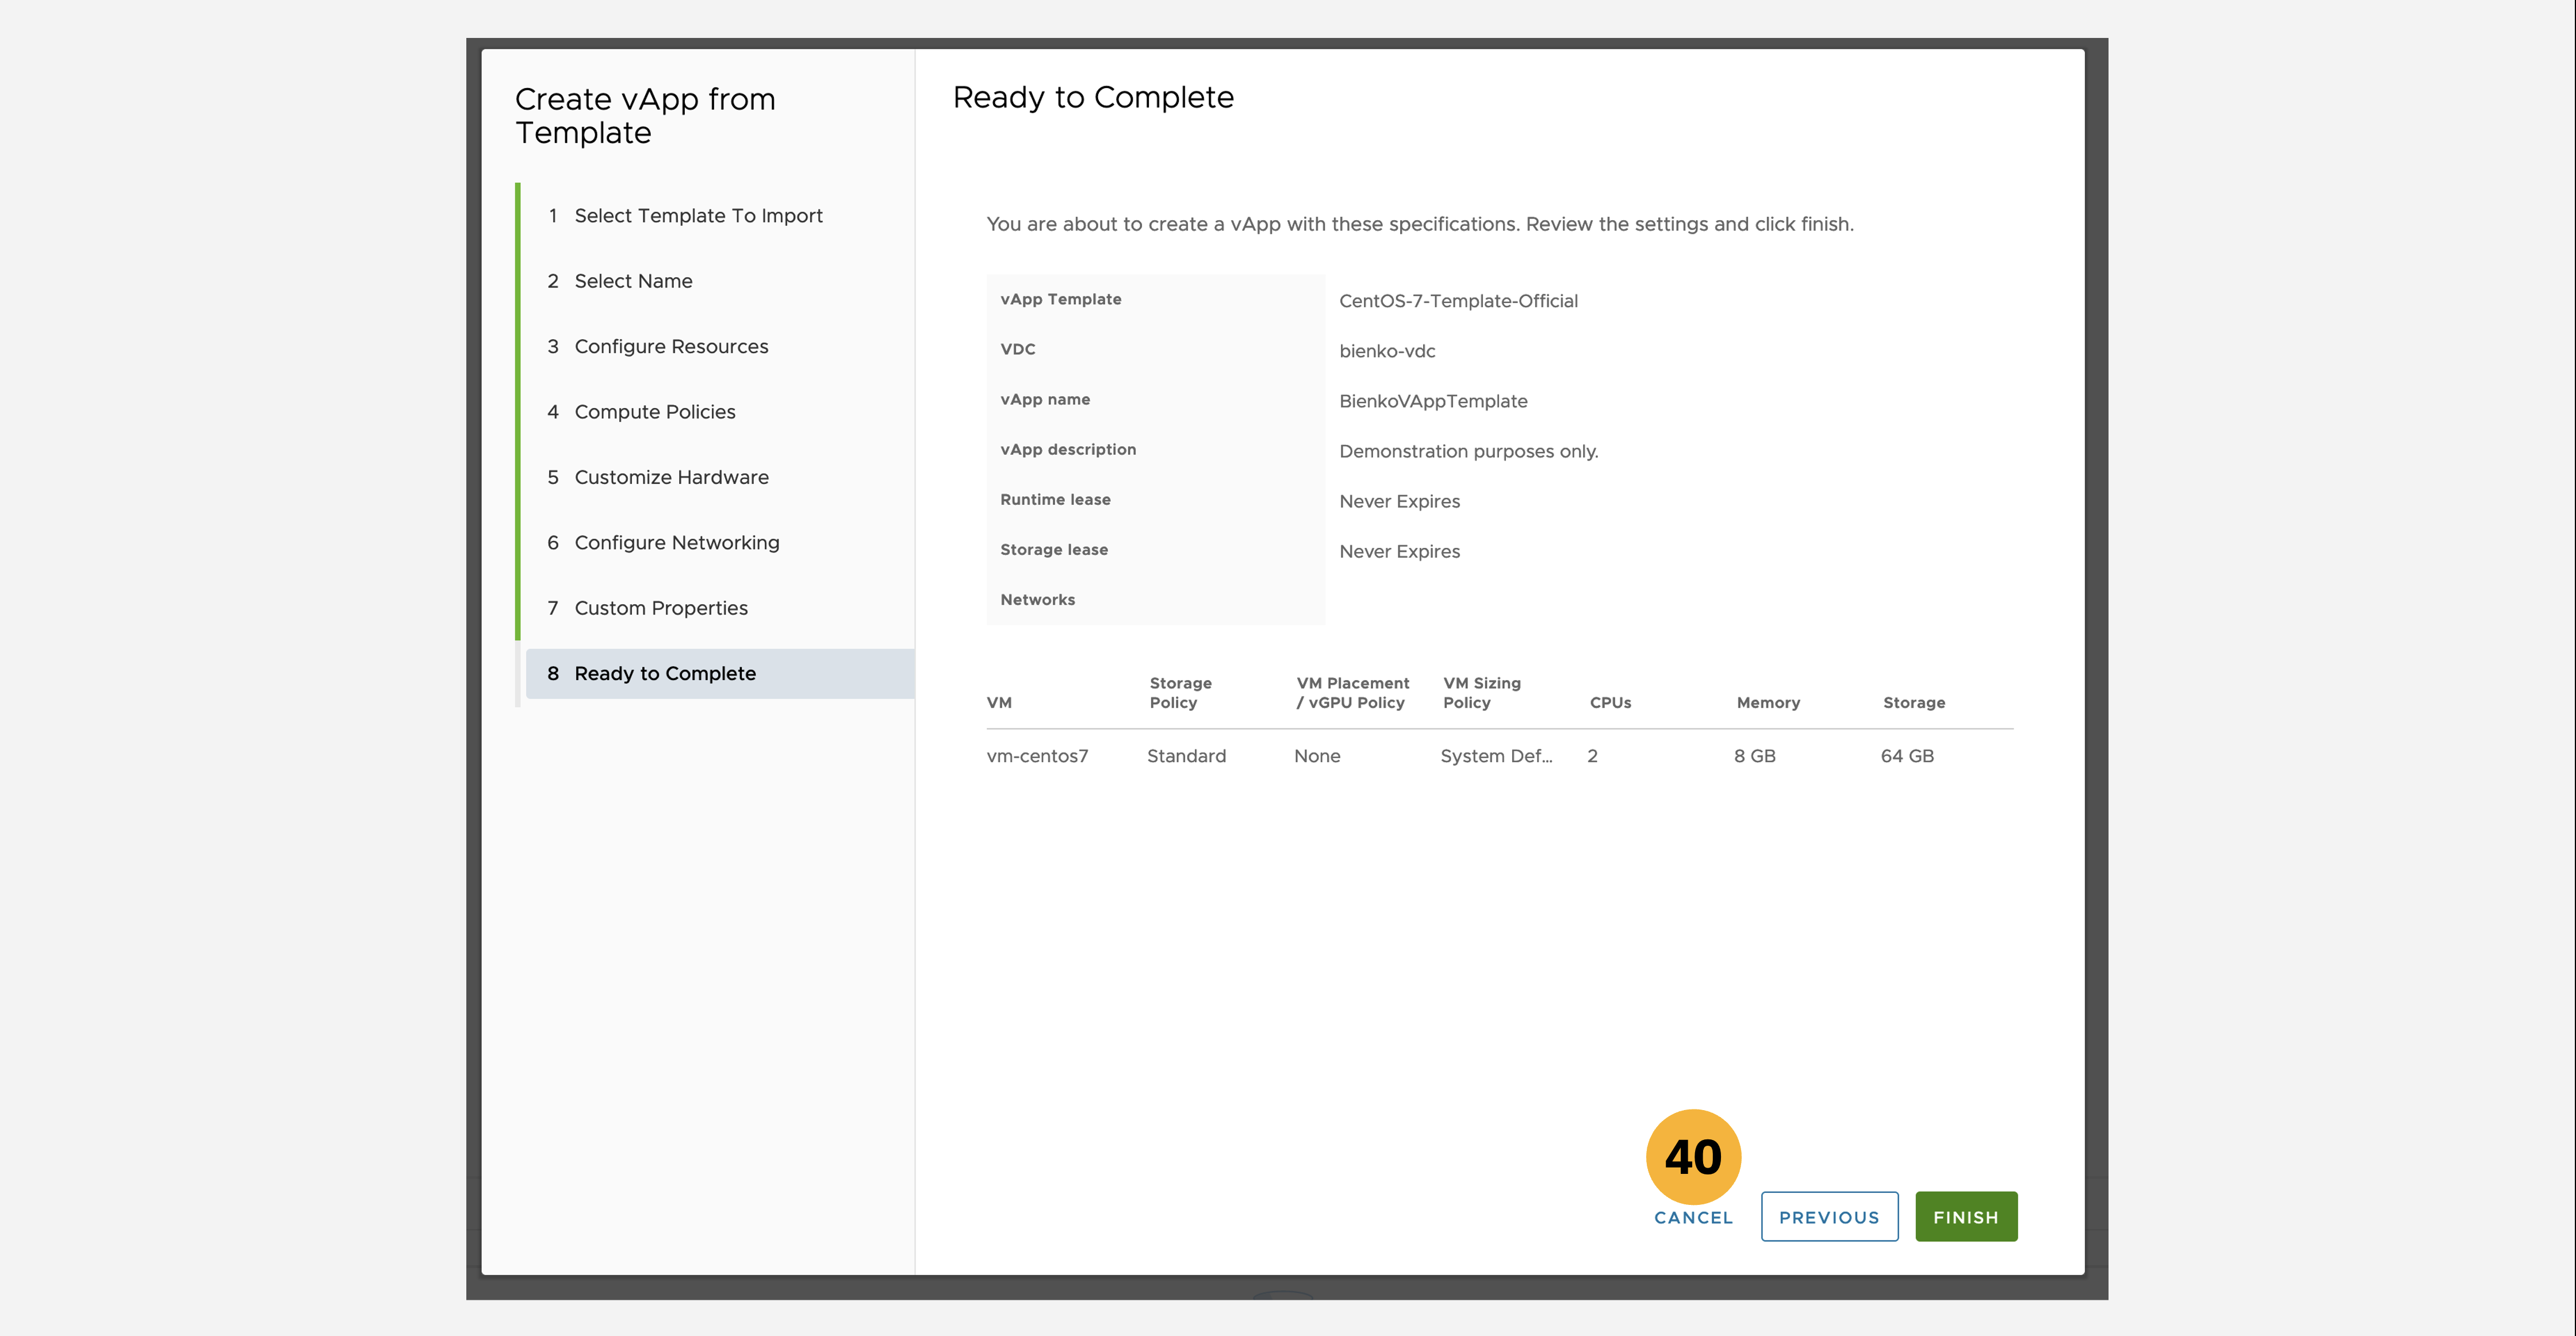 Create vApp from
Template
1 Select Template To Import
2 Select Name
3 Configure Resources
4 Compute Policies
5 Customize Hardware
6 Configure Networking
7 Custom Properties
8 Ready to Complete
Ready to Complete
You are about to create a vApp with these specifications. Review the settings and click finish.
vApp Template CentOS-7-Template-Official
VDC bienko-vdc
vApp name BienkoVAppTemplate
vApp description Demonstration purposes only.
Runtime lease Never Expires
Storage lease Never Expires
Networks
VM Storage Policy VM Placement / vGPU Policy VM Sizing Policy CPUs Memory Storage
vm-centos7 Standard None System Def... 2 8 GB 64 GB
40
CANCEL PREVIOUS FINISH